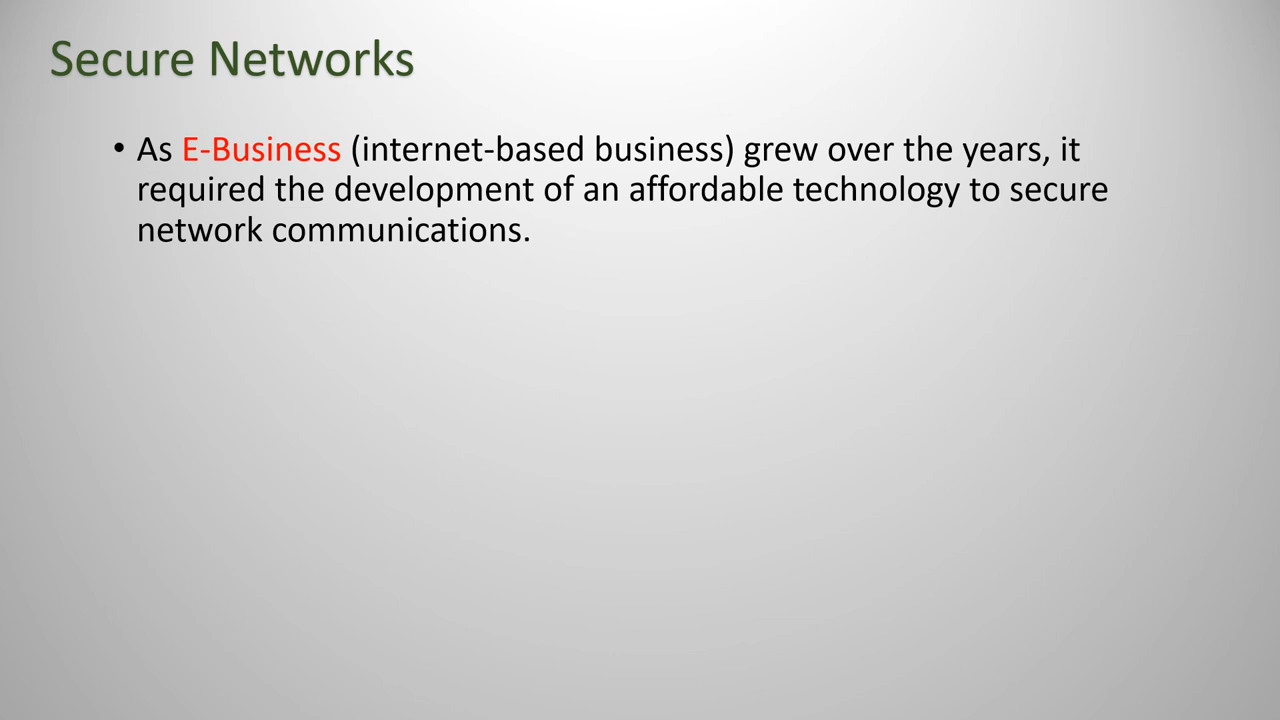 Secure Networks
• As E-Business (internet-based business) grew over the years, it
required the development of an affordable technology to secure
network communications.